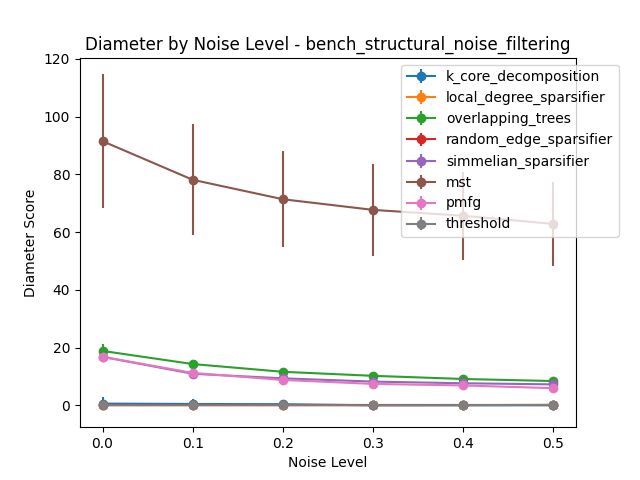 Diameter by Noise Level - bench_structural_noise_filtering
120
100
80
60
40
20
0
Diameter Score
k_core_decomposition
local_degree_sparsifier
overlapping_trees
random_edge_sparsifier
simmelian_sparsifier
mst
pmfg
threshold
0.0 0.1 0.2 0.3 0.4 0.5
Noise Level